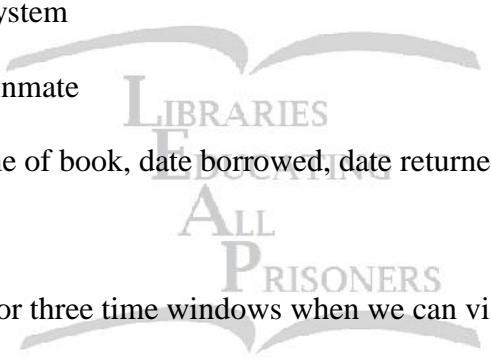 ystem
nmate
LIBRARIES
e of book, date borrowed, date returne
EDUCATING
ALL
PRISONERS
or three time windows when we can vi